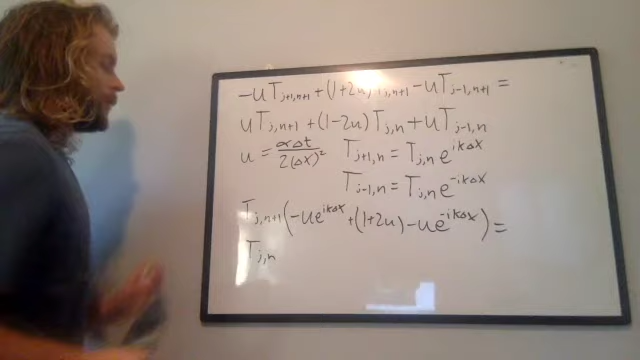 -uT_{j+1,n+1} + (1+2u)T_{j,n+1} - uT_{j-1,n+1} =
uT_{j,n+1} + (1-2u)T_{j,n} + uT_{j-1,n}
u = \frac{αΔt}{2(Δx)^2} T_{j+1,n} = T_{j,n} e^{ikΔx}
T_{j-1,n} = T_{j,n} e^{-ikΔx}
T_{j,n+1}(-ue^{ikΔx} + (1+2u) - ue^{-ikΔx}) =
T_{j,n}